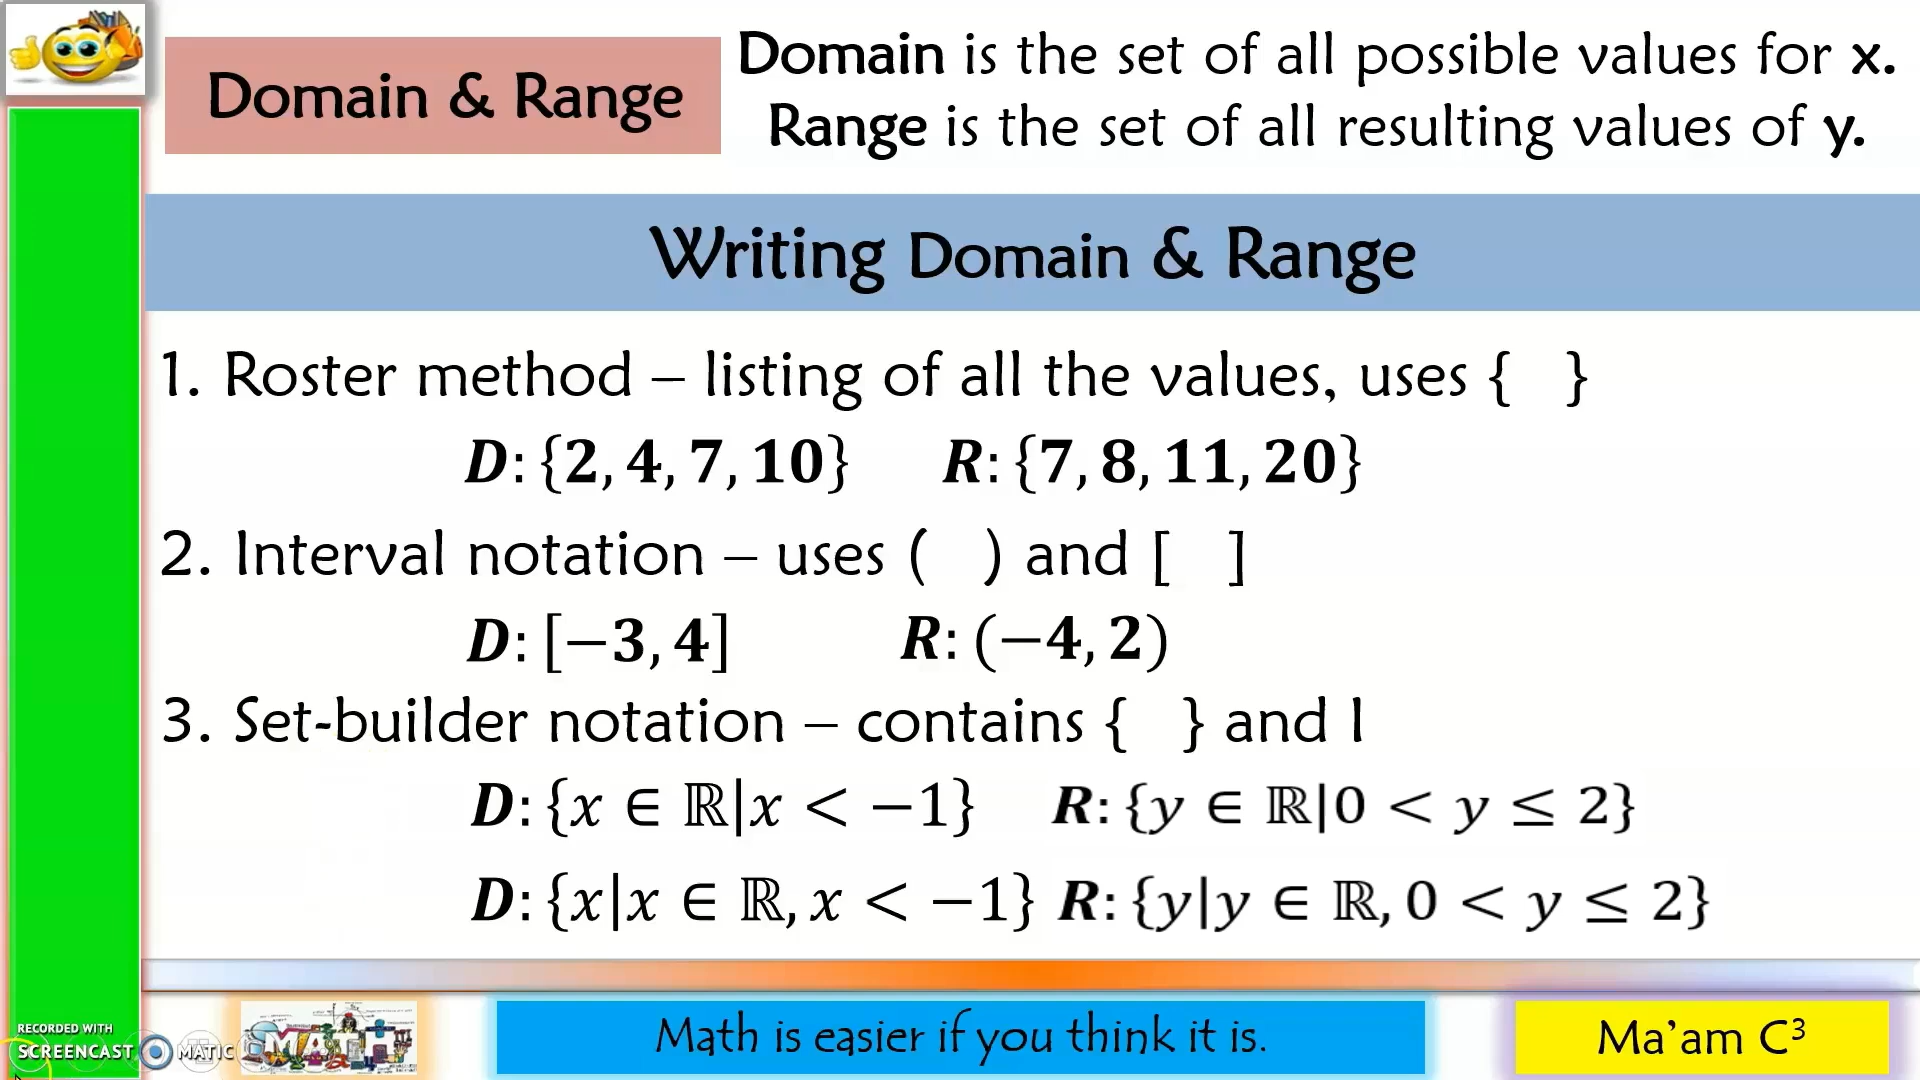 Domain & Range
Domain is the set of all possible values for x.
Range is the set of all resulting values of y.
Writing Domain & Range
1. Roster method – listing of all the values, uses {   }
D: {2, 4, 7, 10}   R: {7, 8, 11, 20}
2. Interval notation – uses (   ) and [   ]
D: [−3, 4]   R: (−4, 2)
3. Set-builder notation – contains {   } and |
D: {x ∈ ℝ|x < −1}   R: {y ∈ ℝ|0 < y ≤ 2}
D: {x|x ∈ ℝ, x < −1}   R: {y|y ∈ ℝ, 0 < y ≤ 2}
RECORDED WITH
SCREENCAST MATIC
MATH
Math is easier if you think it is.
Ma'am C³